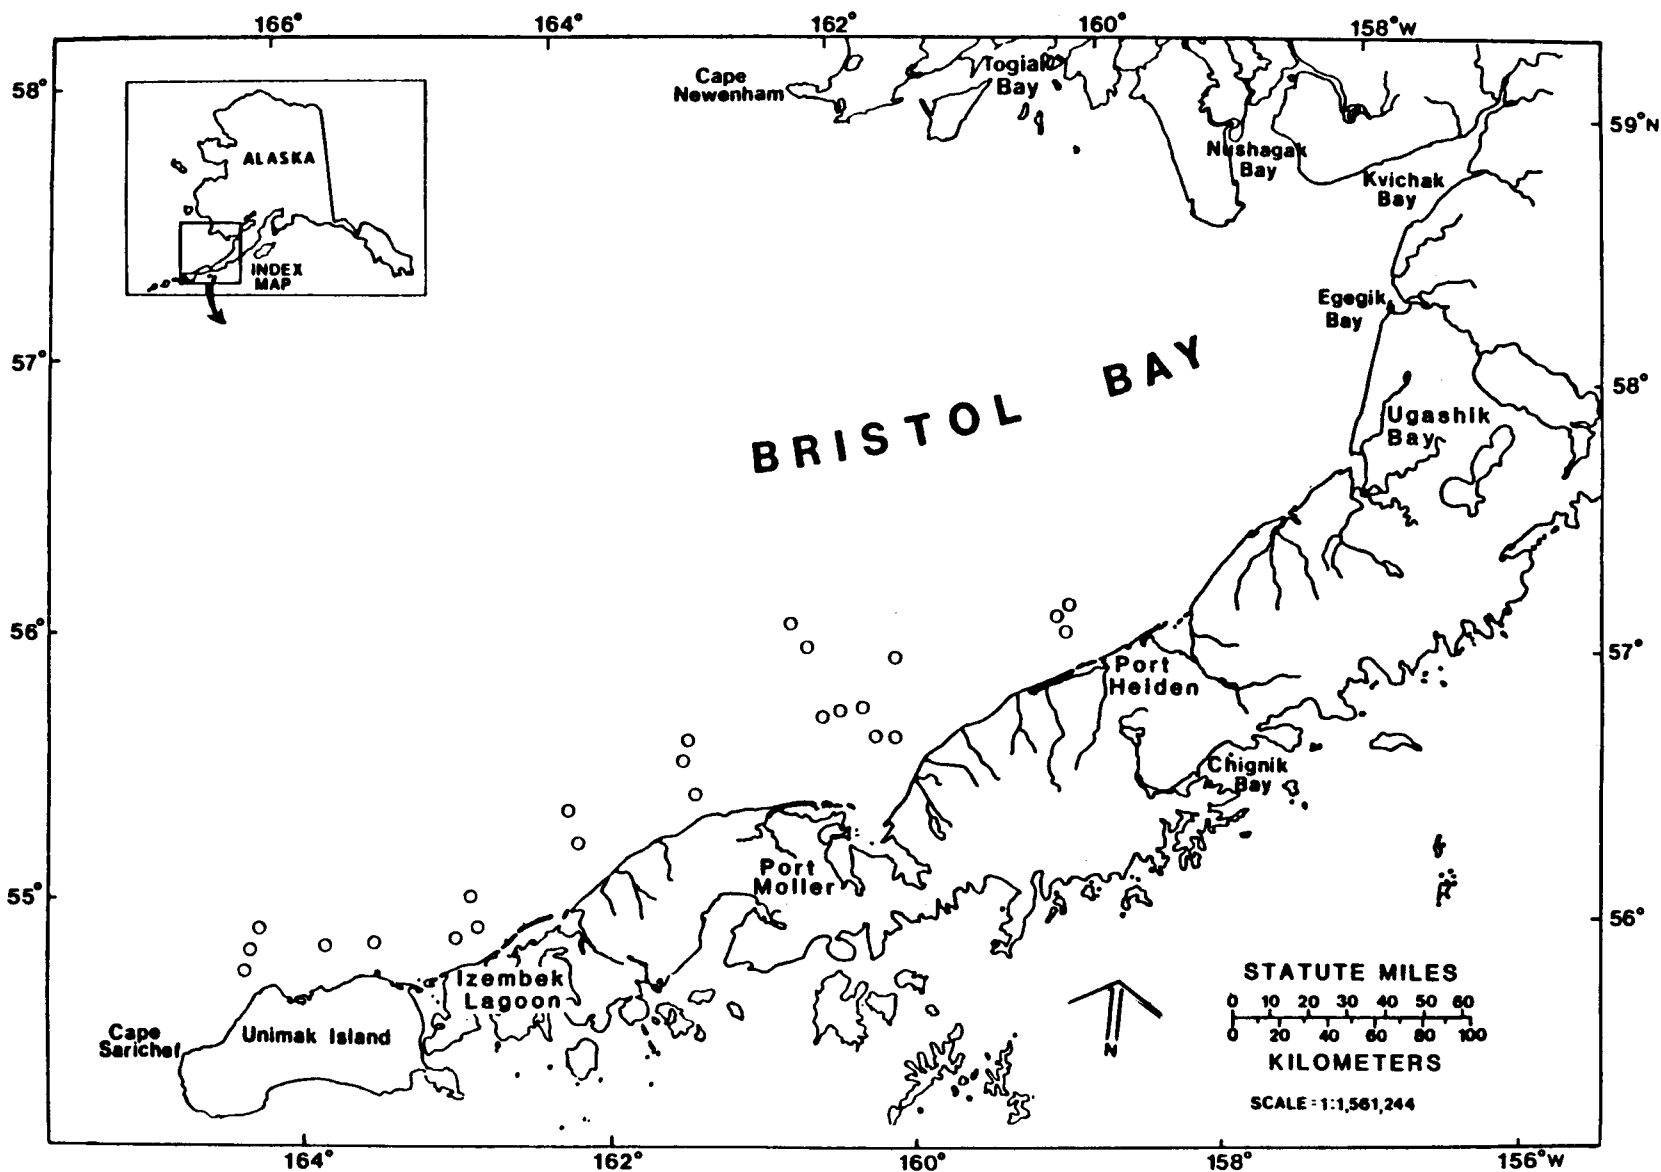 166°
164°
162°
160°
158°W
58°
57°
56°
55°
59°N
58°
57°
56°
164°
162°
160°
158°
156°W
ALASKA
INDEX
MAP
Cape
Newenham
Togiak
Bay
Nushagak
Bay
Kvichak
Bay
Egegik
Bay
BRISTOL BAY
Ugashik
Bay
Port
Heiden
Chignik
Bay
Port
Moller
Izembek
Lagoon
Cape
Sarichef
Unimak Island
N
STATUTE MILES
0 10 20 30 40 50 60
0 20 40 60 80 100
KILOMETERS
SCALE = 1:1,561,244